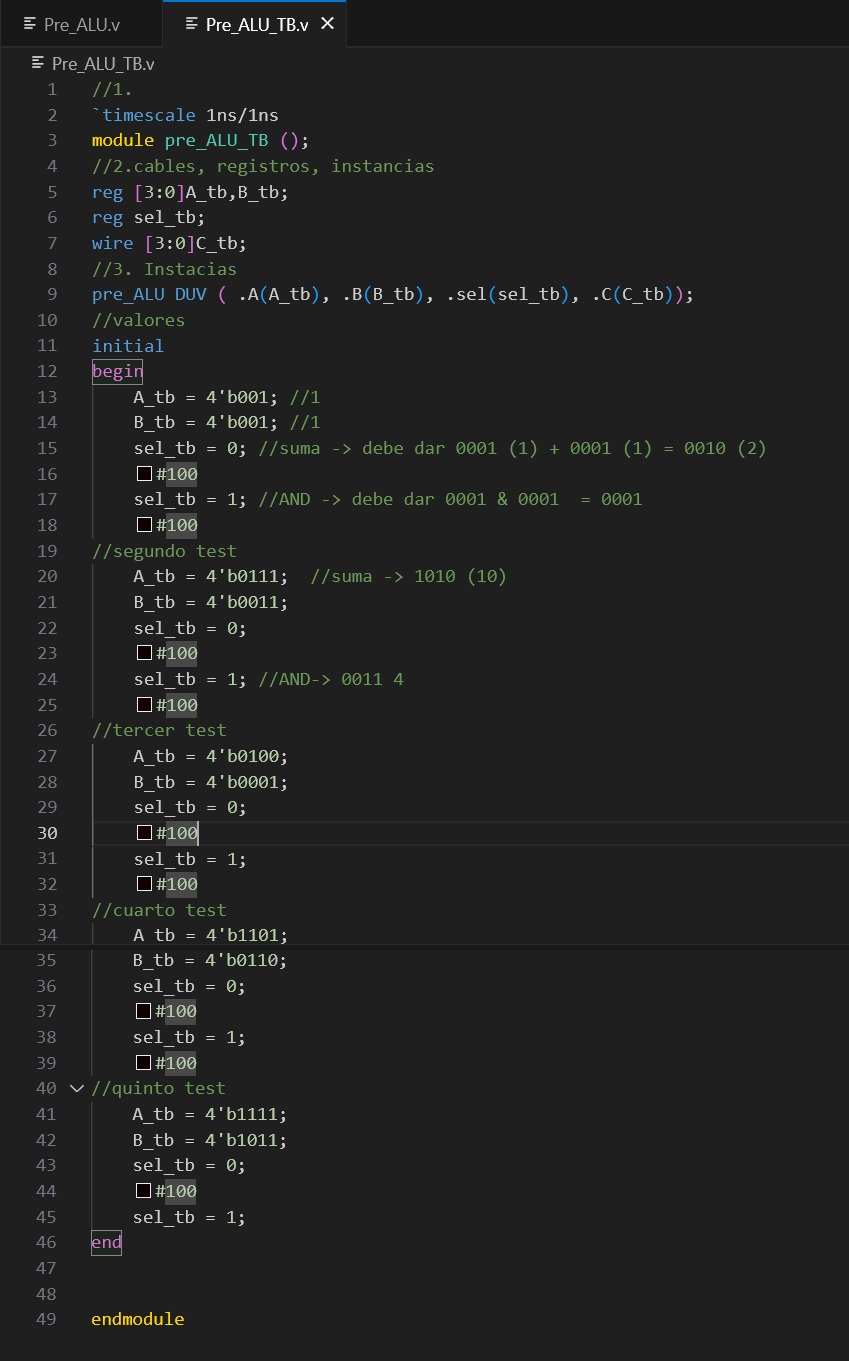 Pre_ALU.v
Pre_ALU_TB.v
Pre_ALU_TB.v
1 //1.
2 `timescale 1ns/1ns
3 module pre_ALU_TB ();
4 //2.cables, registros, instancias
5 reg [3:0]A_tb,B_tb;
6 reg sel_tb;
7 wire [3:0]C_tb;
8 //3. Instacias
9 pre_ALU DUV ( .A(A_tb), .B(B_tb), .sel(sel_tb), .C(C_tb));
10 //valores
11 initial
12 begin
13 A_tb = 4'b001; //1
14 B_tb = 4'b001; //1
15 sel_tb = 0; //suma -> debe dar 0001 (1) + 0001 (1) = 0010 (2)
16 #100
17 sel_tb = 1; //AND -> debe dar 0001 & 0001  = 0001
18 #100
19 //segundo test
20 A_tb = 4'b0111;  //suma -> 1010 (10)
21 B_tb = 4'b0011;
22 sel_tb = 0;
23 #100
24 sel_tb = 1; //AND-> 0011 4
25 #100
26 //tercer test
27 A_tb = 4'b0100;
28 B_tb = 4'b0001;
29 sel_tb = 0;
30 #100
31 sel_tb = 1;
32 #100
33 //cuarto test
34 A tb = 4'b1101;
35 B_tb = 4'b0110;
36 sel_tb = 0;
37 #100
38 sel_tb = 1;
39 #100
40 //quinto test
41 A_tb = 4'b1111;
42 B_tb = 4'b1011;
43 sel_tb = 0;
44 #100
45 sel_tb = 1;
46 end
47
48
49 endmodule